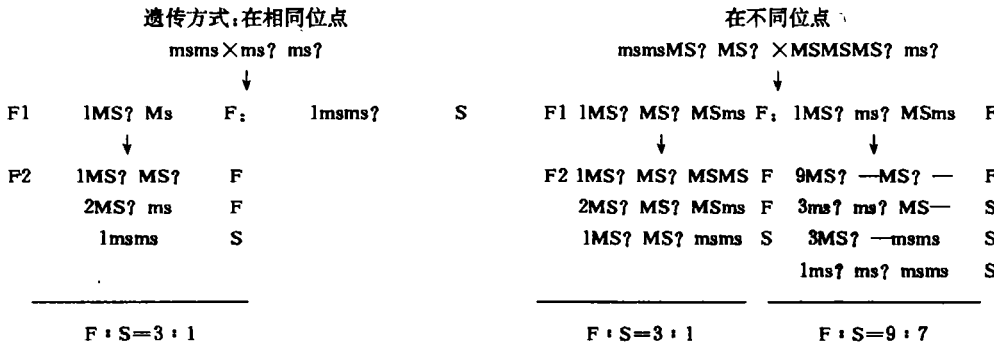 遗传方式:在相同位点 在不同位点
msms×ms? ms? msmsMS? MS? ×MSMSMS? ms?
F1 1MS? Ms F: 1msms? S F1 1MS? MS? MSms F: 1MS? ms? MSms F
F2 1MS? MS? F F2 1MS? MS? MSMS F 9MS? —MS? — F
2MS? ms F 2MS? MS? MSms F 3ms? ms? MS— S
1msms S 1MS? MS? msms S 3MS? —msms S
1ms? ms? msms S
F:S=3:1 F:S=3:1 F:S=9:7